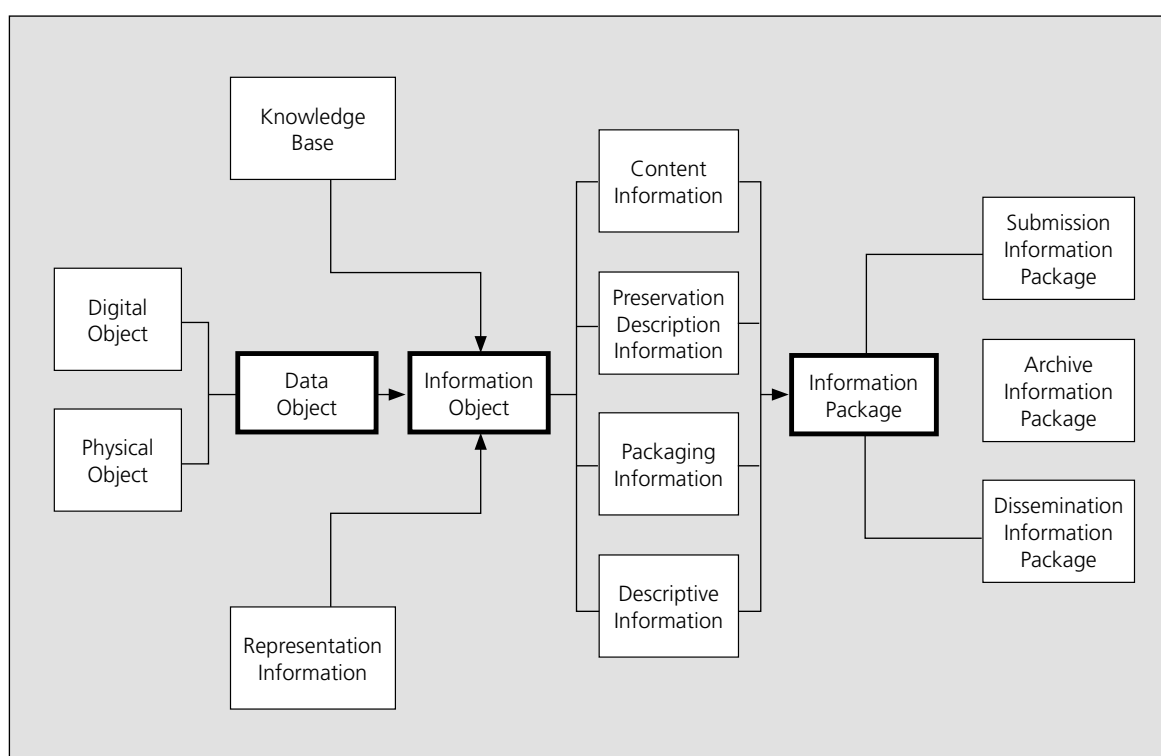 Knowledge
Base
Digital
Object
Physical
Object
Data
Object
Information
Object
Representation
Information
Content
Information
Preservation
Description
Information
Packaging
Information
Descriptive
Information
Information
Package
Submission
Information
Package
Archive
Information
Package
Dissemination
Information
Package